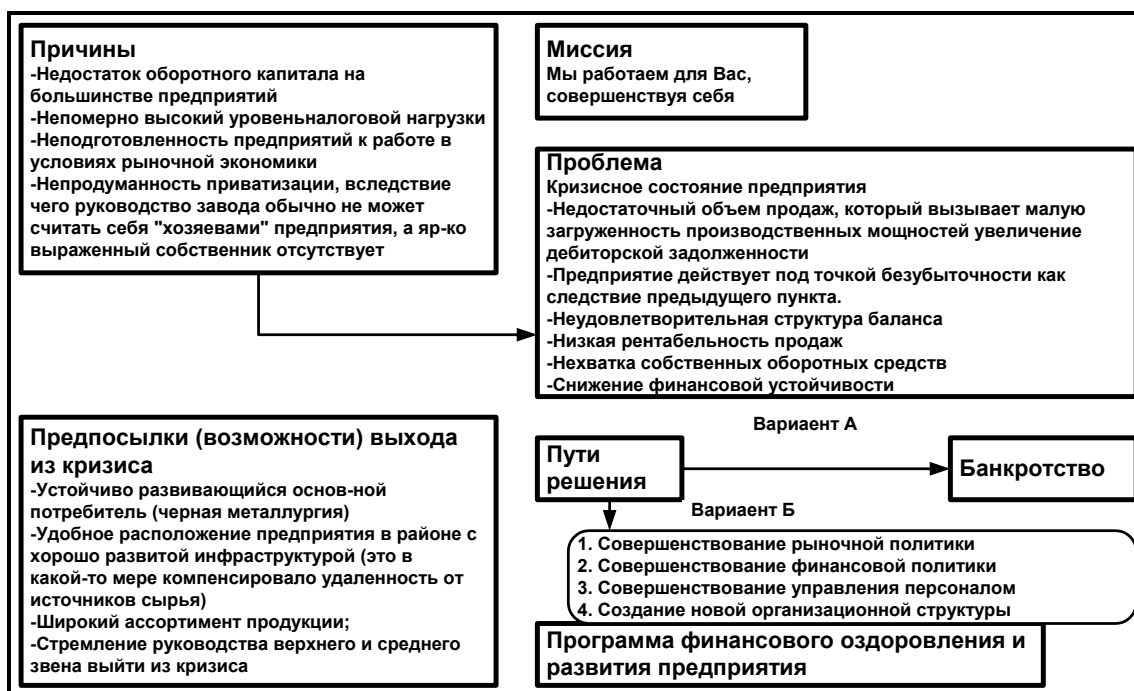 Причины
-Недостаток оборотного капитала на
большинстве предприятий
-Непомерно высокий уровеньналоговой нагрузки
-Неподготовленность предприятий к работе в
условиях рыночной экономики
-Непродуманность приватизации, вследствие
чего руководство завода обычно не может
считать себя "хозяевами" предприятия, а яр-ко
выраженный собственник отсутствует
Миссия
Мы работаем для Вас,
совершенствуя себя
Проблема
Кризисное состояние предприятия
-Недостаточный объем продаж, который вызывает малую
загруженность производственных мощностей увеличение
дебиторской задолженности
-Предприятие действует под точкой безубыточности как
следствие предыдущего пункта.
-Неудовлетворительная структура баланса
-Низкая рентабельность продаж
-Нехватка собственных оборотных средств
-Снижение финансовой устойчивости
Предпосылки (возможности) выхода
из кризиса
-Устойчиво развивающийся основ-ной
потребитель (черная металлургия)
-Удобное расположение предприятия в районе с
хорошо развитой инфраструктурой (это в
какой-то мере компенсировало удаленность от
источников сырья)
-Широкий ассортимент продукции;
-Стремление руководства верхнего и среднего
звена выйти из кризиса
Вариаент А
Пути
решения
Банкротство
Вариаент Б
1. Совершенствование рыночной политики
2. Совершенствование финансовой политики
3. Совершенствование управления персоналом
4. Создание новой организационной структуры
Программа финансового оздоровления и
развития предприятия